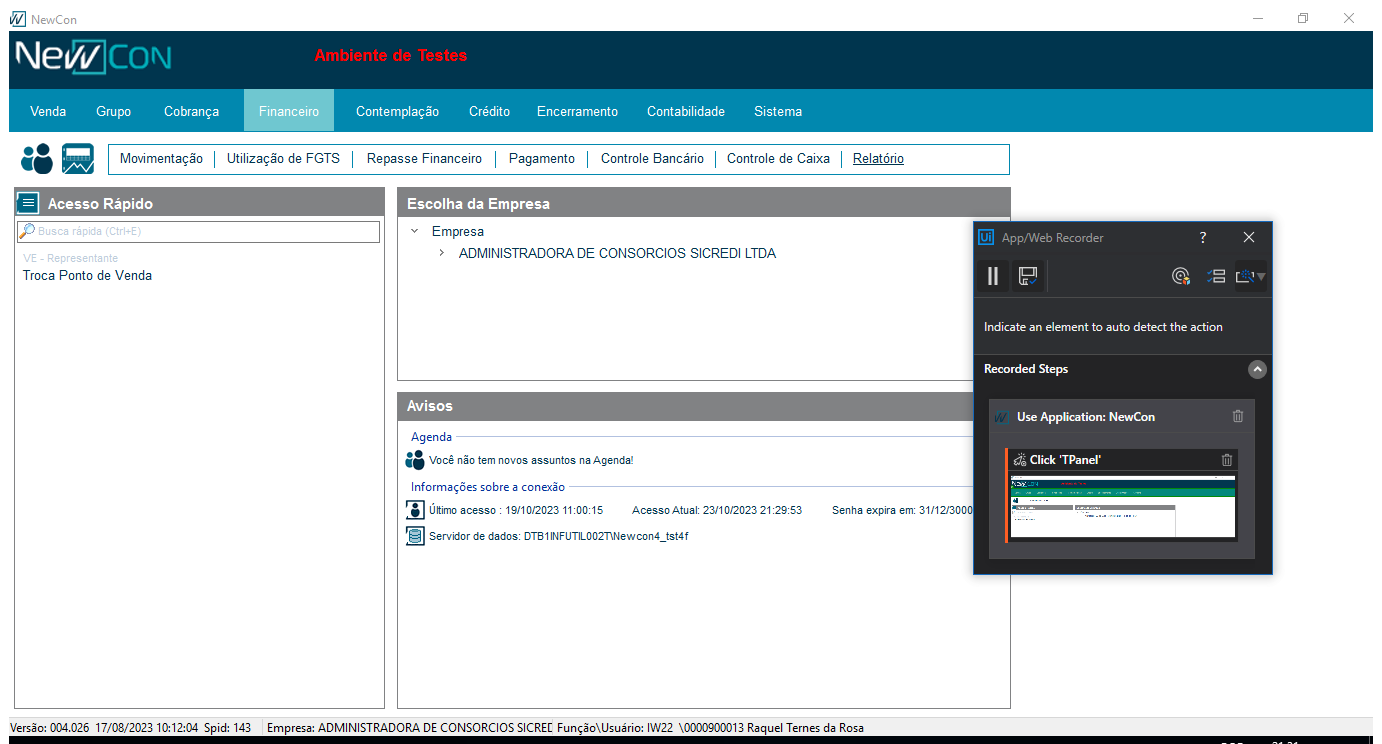 NewCon
NeWCON
Ambiente de Testes
Venda Grupo Cobrança Financeiro Contemplação Crédito Encerramento Contabilidade Sistema
Movimentação Utilização de FGTS Repasse Financeiro Pagamento Controle Bancário Controle de Caixa Relatório
Acesso Rápido
Busca rápida (Ctrl+E)
VE - Representante
Troca Ponto de Venda
Escolha da Empresa
Empresa
ADMINISTRADORA DE CONSORCIOS SICREDI LTDA
Avisos
Agenda
Você não tem novos assuntos na Agenda!
Informações sobre a conexão
Último acesso : 19/10/2023 11:00:15 Acesso Atual: 23/10/2023 21:29:53 Senha expira em: 31/12/3000
Servidor de dados: DTB1INFUTIL002T\Newcon4_tst4f
Ui App/Web Recorder ?
Indicate an element to auto detect the action
Recorded Steps
Use Application: NewCon
Click 'TPanel'
Versão: 004.026 17/08/2023 10:12:04 Spid: 143 Empresa: ADMINISTRADORA DE CONSORCIOS SICREI Função\Usuário: IW22 \0000900013 Raquel Ternes da Rosa